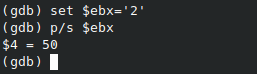 (gdb) set $ebx='2'
(gdb) p/s $ebx
$4 = 50
(gdb)